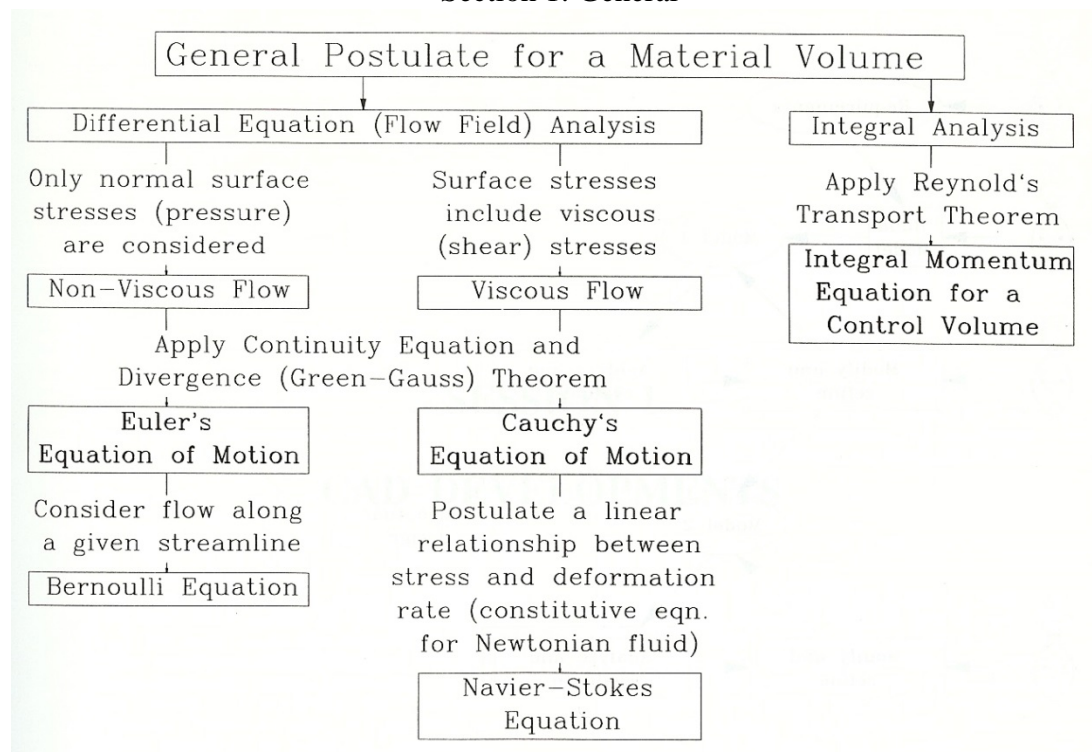 General Postulate for a Material Volume
Differential Equation (Flow Field) Analysis
Only normal surface
stresses (pressure)
are considered
Non-Viscous Flow
Surface stresses
include viscous
(shear) stresses
Viscous Flow
Apply Continuity Equation and
Divergence (Green-Gauss) Theorem
Euler's
Equation of Motion
Consider flow along
a given streamline
Bernoulli Equation
Cauchy's
Equation of Motion
Postulate a linear
relationship between
stress and deformation
rate (constitutive eqn.
for Newtonian fluid)
Navier-Stokes
Equation
Integral Analysis
Apply Reynold's
Transport Theorem
Integral Momentum
Equation for a
Control Volume